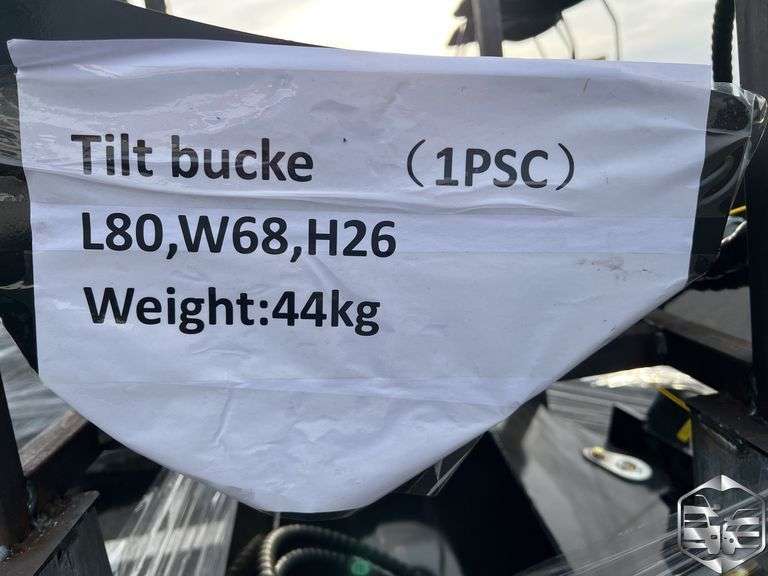 Tilt bucke （1PSC）
L80,W68,H26
Weight:44kg